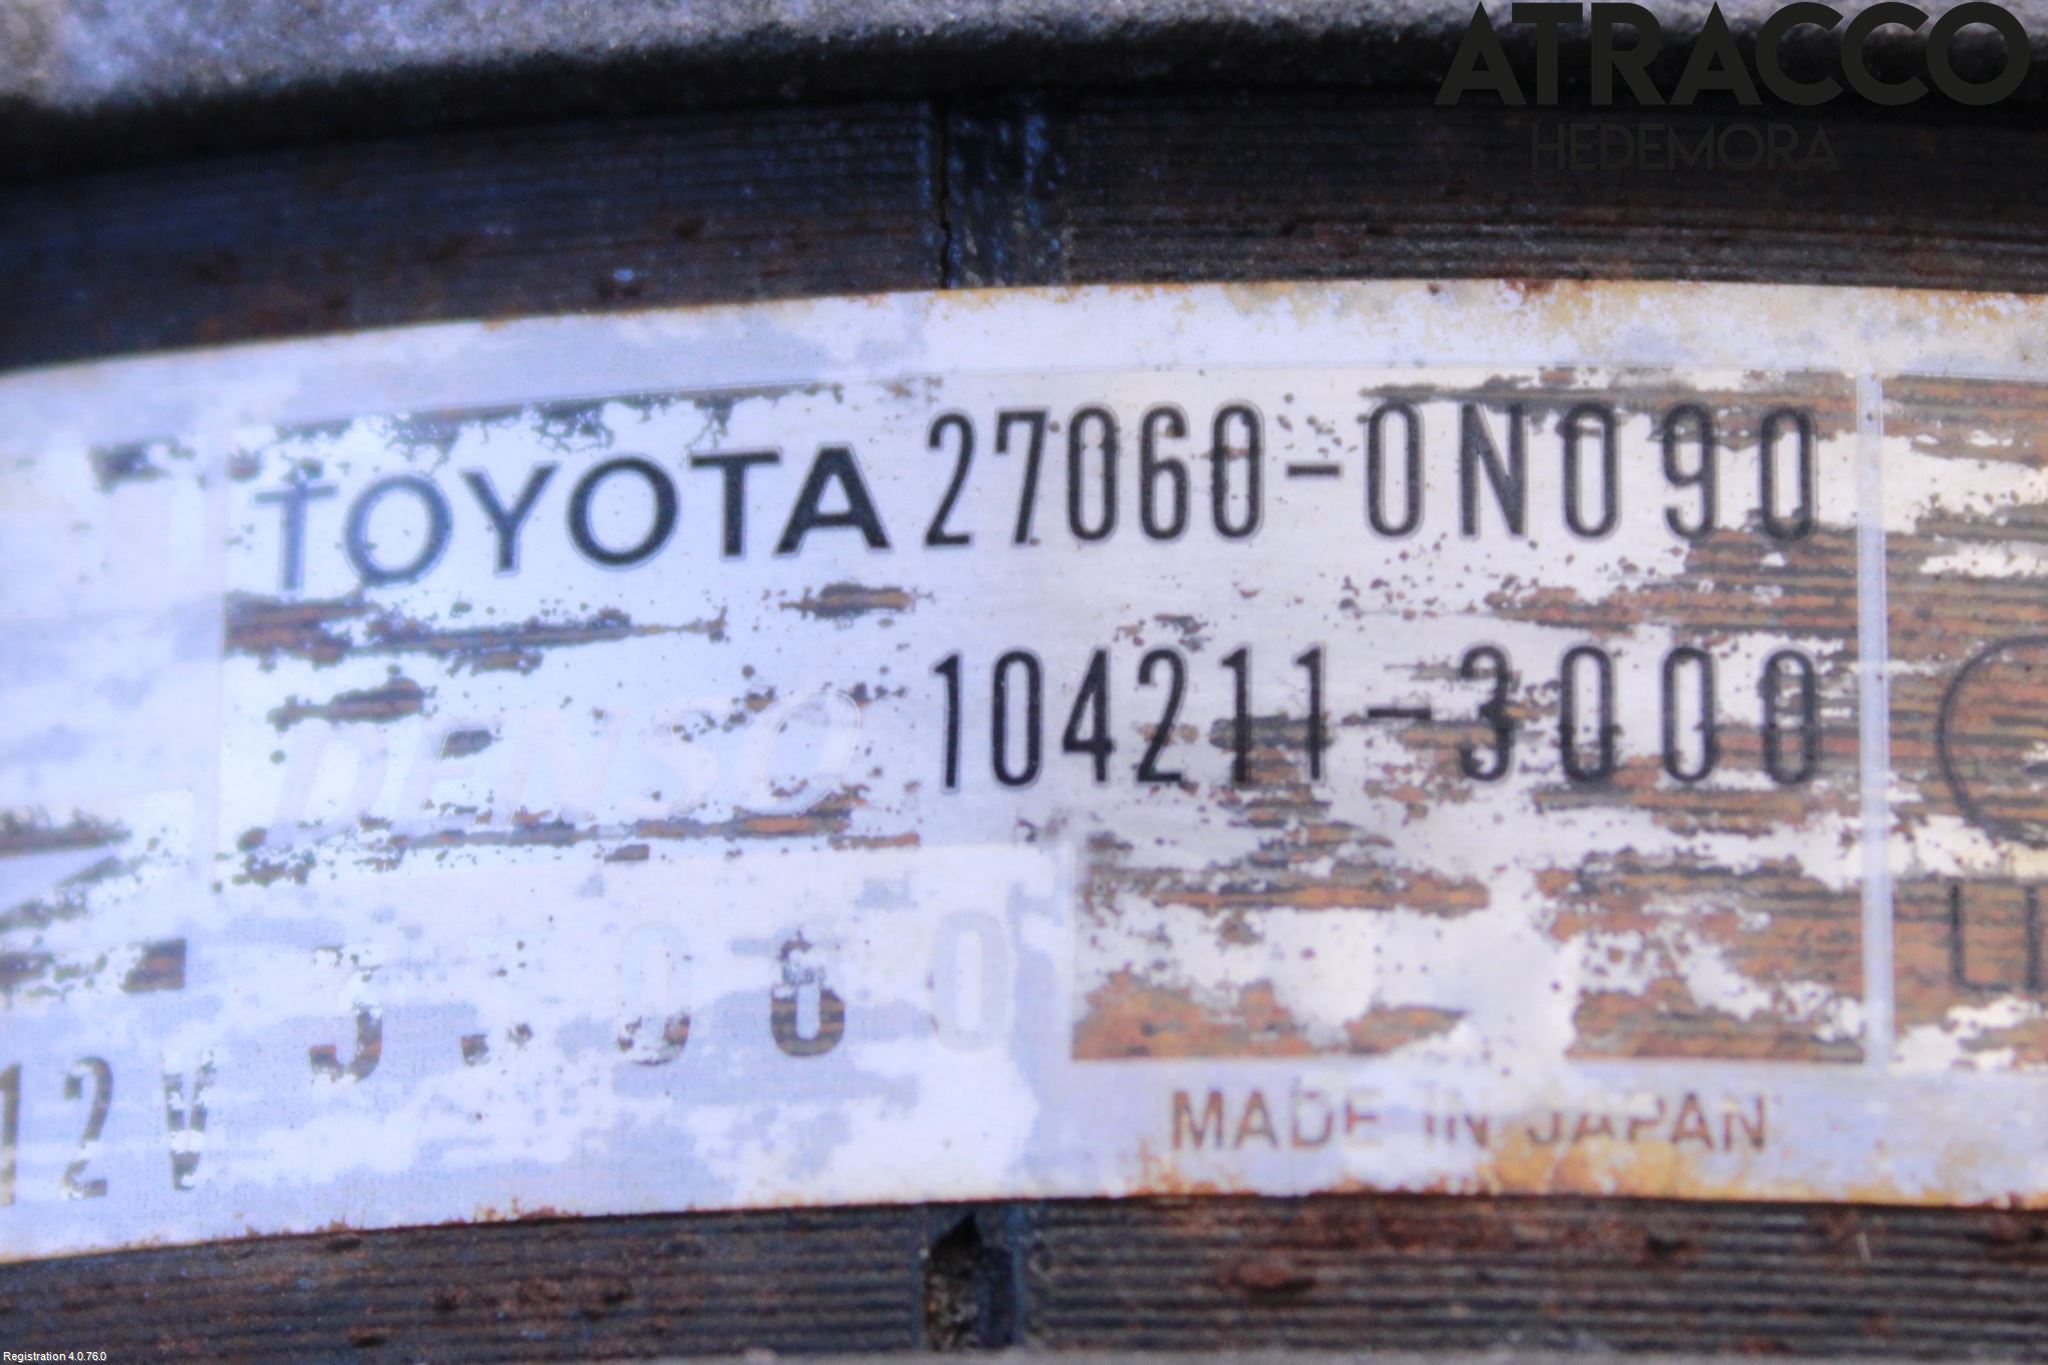 ATRACCO
HEDEMORA
TOYOTA 27060-0N090
DENSO 104211-3000
12V
MADE IN JAPAN
Registration 4.0.76.0